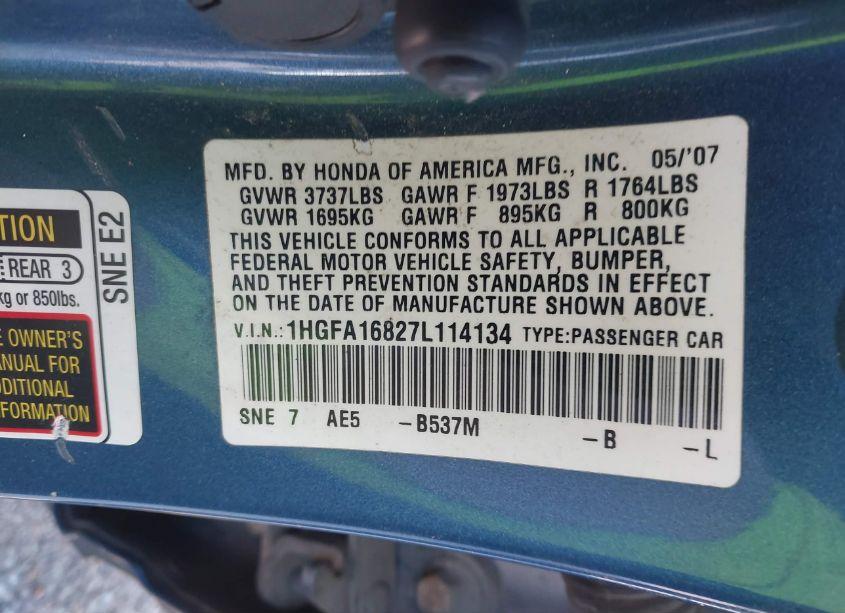 TION
REAR 3
kg or 850lbs.
OWNER'S
MANUAL FOR
ADDITIONAL
SNE E2
MFD. BY HONDA OF AMERICA MFG., INC. 05/'07
GVWR 3737LBS GAWR F 1973LBS R 1764LBS
GVWR 1695KG GAWR F 895KG R 800KG
THIS VEHICLE CONFORMS TO ALL APPLICABLE
FEDERAL MOTOR VEHICLE SAFETY, BUMPER,
AND THEFT PREVENTION STANDARDS IN EFFECT
ON THE DATE OF MANUFACTURE SHOWN ABOVE.
V.I.N.:1HGFA16827L114134 TYPE:PASSENGER CAR
SNE 7 AE5 -B537M -B -L